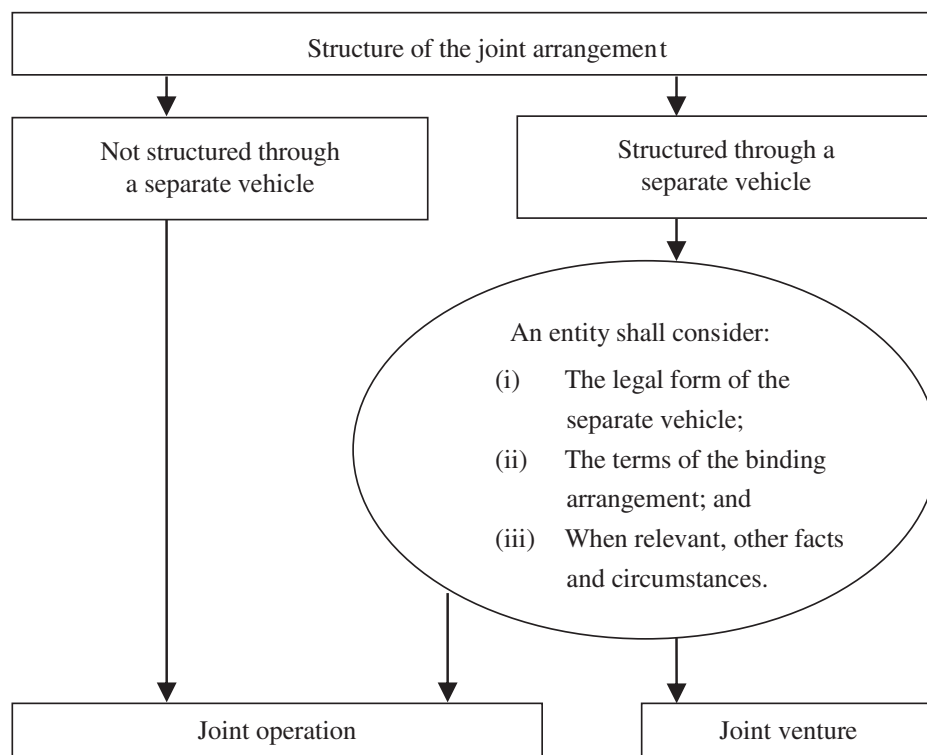 Structure of the joint arrangement
Not structured through
a separate vehicle
Structured through a
separate vehicle
An entity shall consider:
(i) The legal form of the
separate vehicle;
(ii) The terms of the binding
arrangement; and
(iii) When relevant, other facts
and circumstances.
Joint operation
Joint venture